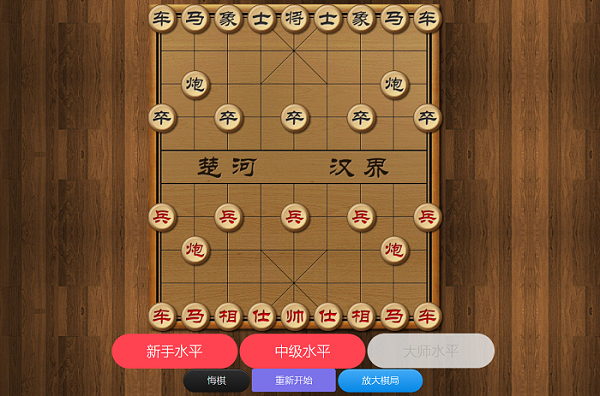 车马象士将士象马车
炮炮
卒卒卒卒卒
楚河 汉界
兵兵兵兵兵
炮炮
车马相仕帅仕相马车
新手水平 中级水平 大师水平
悔棋 重新开始 放大棋局